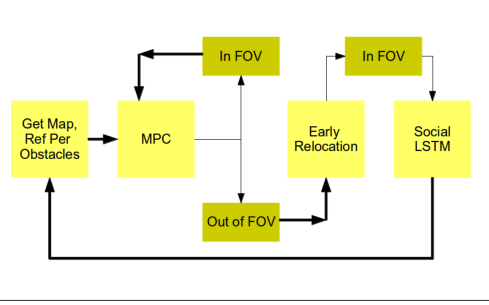 In FOV
In FOV
Get Map,
Ref Per
Obstacles
MPC
Early
Relocation
Social
LSTM
Out of FOV